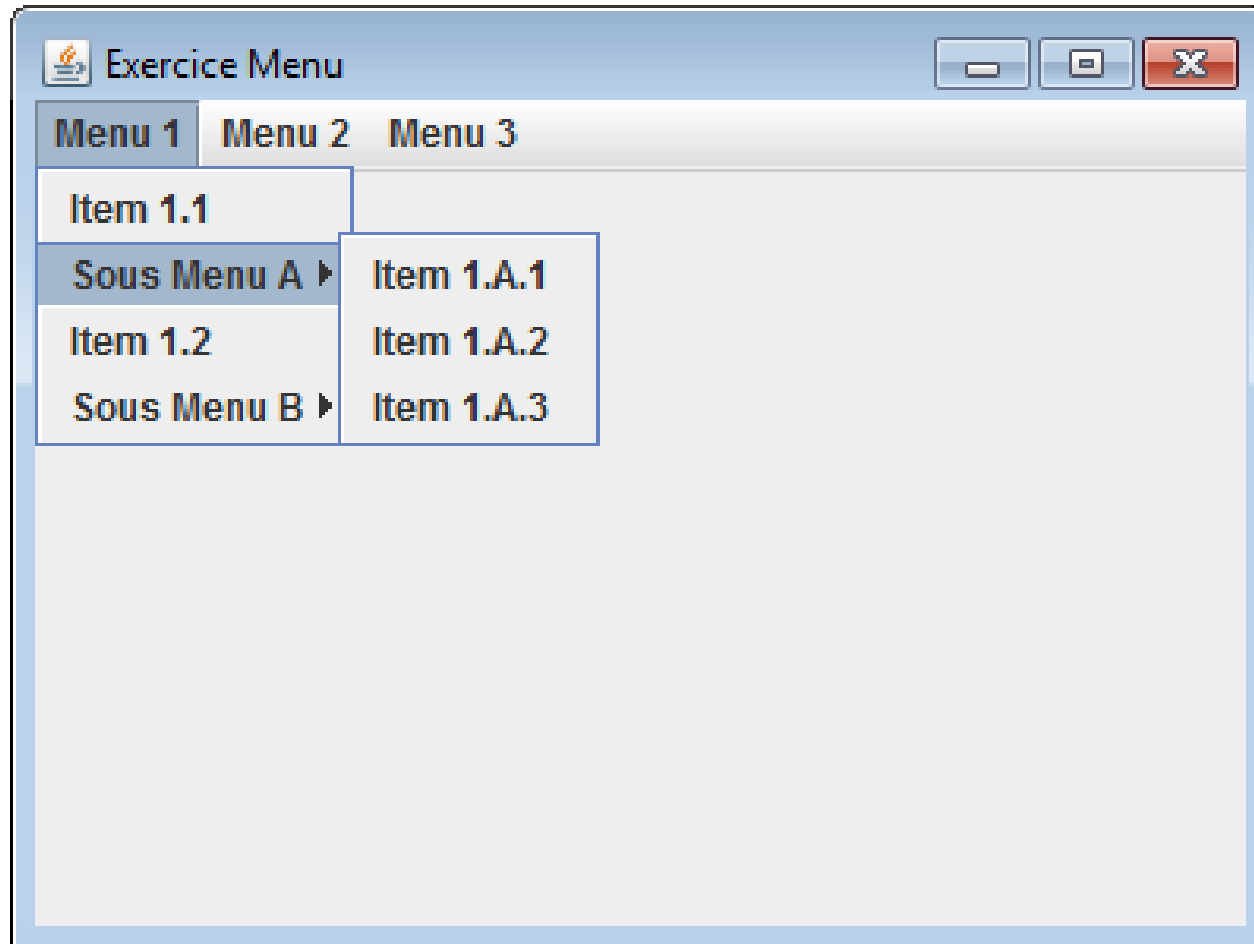 Exercice Menu
Menu 1 Menu 2 Menu 3
Item 1.1
Sous Menu A Item 1.A.1
Item 1.2 Item 1.A.2
Sous Menu B Item 1.A.3